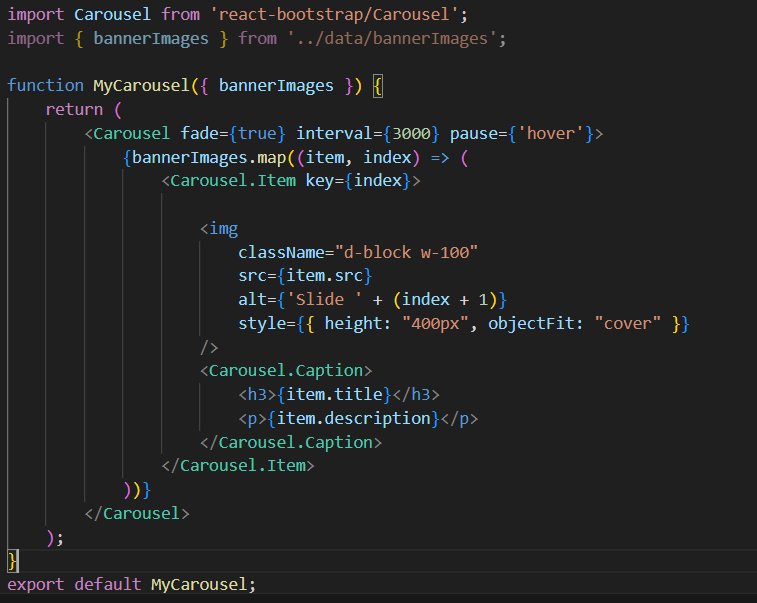 import Carousel from 'react-bootstrap/Carousel';
import { bannerImages } from '../data/bannerImages';
function MyCarousel({ bannerImages }) {
    return (
        <Carousel fade={true} interval={3000} pause={'hover'}>
            {bannerImages.map((item, index) => (
                <Carousel.Item key={index}>
                    <img
                        className="d-block w-100"
                        src={item.src}
                        alt={'Slide ' + (index + 1)}
                        style={{ height: "400px", objectFit: "cover" }}
                    />
                    <Carousel.Caption>
                        <h3>{item.title}</h3>
                        <p>{item.description}</p>
                    </Carousel.Caption>
                </Carousel.Item>
            ))}
        </Carousel>
    );
}
export default MyCarousel;